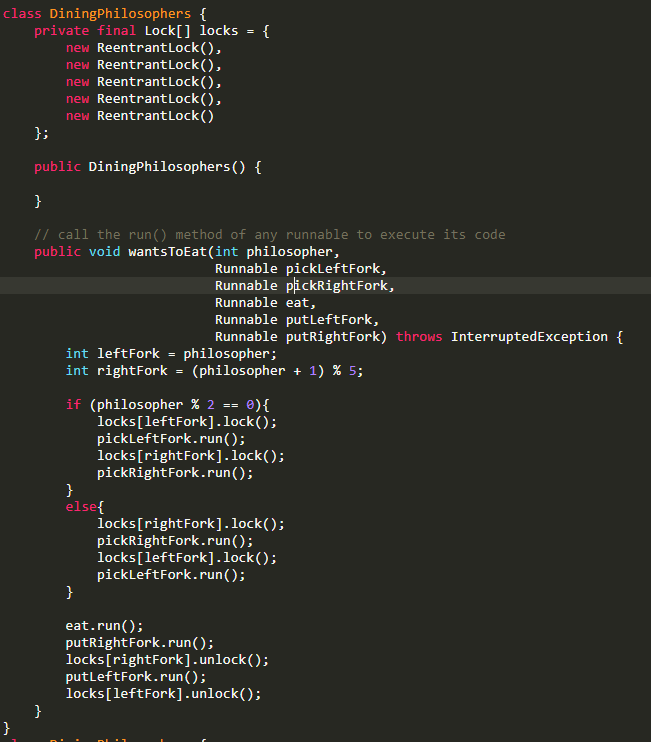 class DiningPhilosophers {
    private final Lock[] locks = {
        new ReentrantLock(),
        new ReentrantLock(),
        new ReentrantLock(),
        new ReentrantLock(),
        new ReentrantLock()
    };

    public DiningPhilosophers() {

    }

    // call the run() method of any runnable to execute its code
    public void wantsToEat(int philosopher,
                           Runnable pickLeftFork,
                           Runnable pickRightFork,
                           Runnable eat,
                           Runnable putLeftFork,
                           Runnable putRightFork) throws InterruptedException {
        int leftFork = philosopher;
        int rightFork = (philosopher + 1) % 5;

        if (philosopher % 2 == 0){
            locks[leftFork].lock();
            pickLeftFork.run();
            locks[rightFork].lock();
            pickRightFork.run();
        }
        else{
            locks[rightFork].lock();
            pickRightFork.run();
            locks[leftFork].lock();
            pickLeftFork.run();
        }

        eat.run();
        putRightFork.run();
        locks[rightFork].unlock();
        putLeftFork.run();
        locks[leftFork].unlock();
    }
}